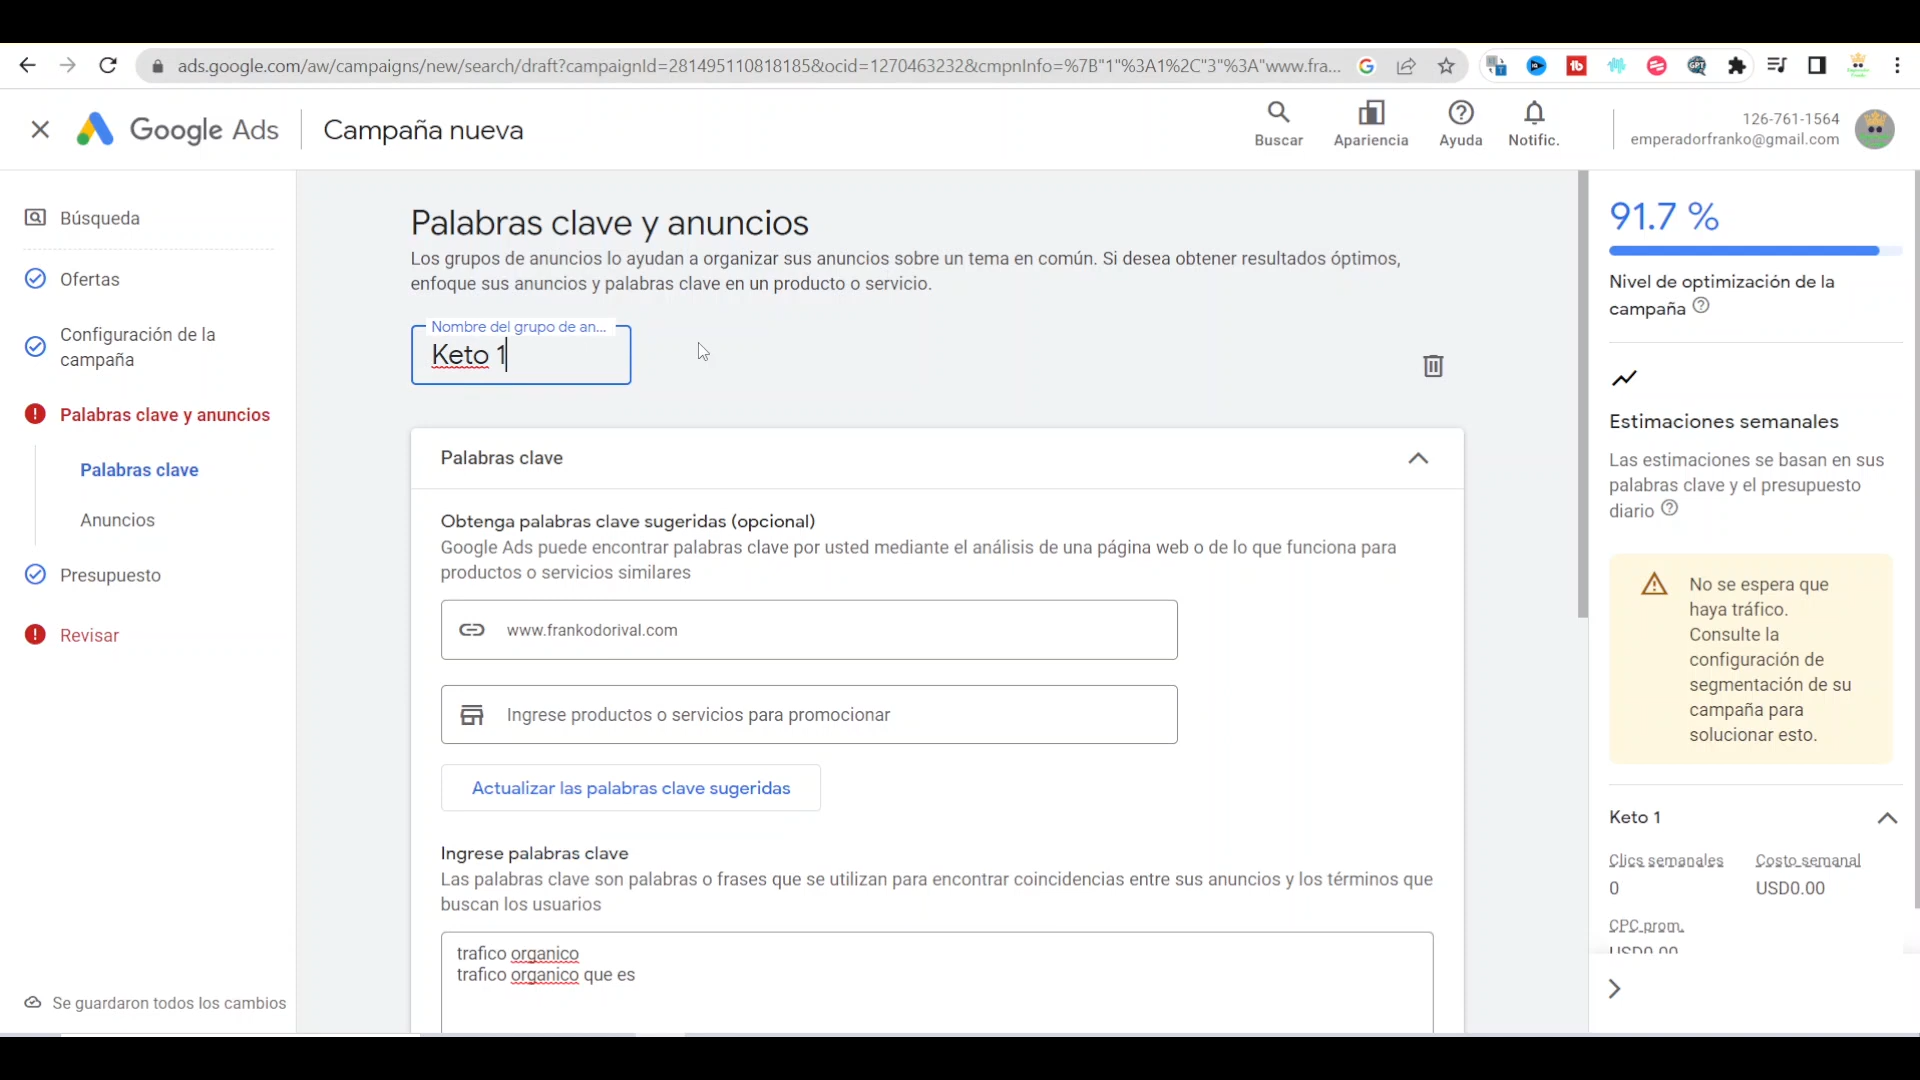 ads.google.com/aw/campaigns/new/search/draft?campaignId=281495110818185&ocid=1270463232&cmpnInfo=%7B"1"%3A1%2C"3"%3A"www.fra...
Google Ads
Campaña nueva
Buscar
Apariencia
Ayuda
Notific.
126-761-1564
emperadorfranko@gmail.com
Búsqueda
Ofertas
Configuración de la
campaña
Palabras clave y anuncios
Palabras clave
Anuncios
Presupuesto
Revisar
Se guardaron todos los cambios
Palabras clave y anuncios
Los grupos de anuncios lo ayudan a organizar sus anuncios sobre un tema en común. Si desea obtener resultados óptimos,
enfoque sus anuncios y palabras clave en un producto o servicio.
Nombre del grupo de an...
Keto 1
Palabras clave
Obtenga palabras clave sugeridas (opcional)
Google Ads puede encontrar palabras clave por usted mediante el análisis de una página web o de lo que funciona para
productos o servicios similares
www.frankodorival.com
Ingrese productos o servicios para promocionar
Actualizar las palabras clave sugeridas
Ingrese palabras clave
Las palabras clave son palabras o frases que se utilizan para encontrar coincidencias entre sus anuncios y los términos que
buscan los usuarios
trafico organico
trafico organico que es
91.7 %
Nivel de optimización de la
campaña
Estimaciones semanales
Las estimaciones se basan en sus
palabras clave y el presupuesto
diario
No se espera que
haya tráfico.
Consulte la
configuración de
segmentación de su
campaña para
solucionar esto.
Keto 1
Clics semanales
Costo semanal
0
USD0.00
CPC prom.
USD0.00